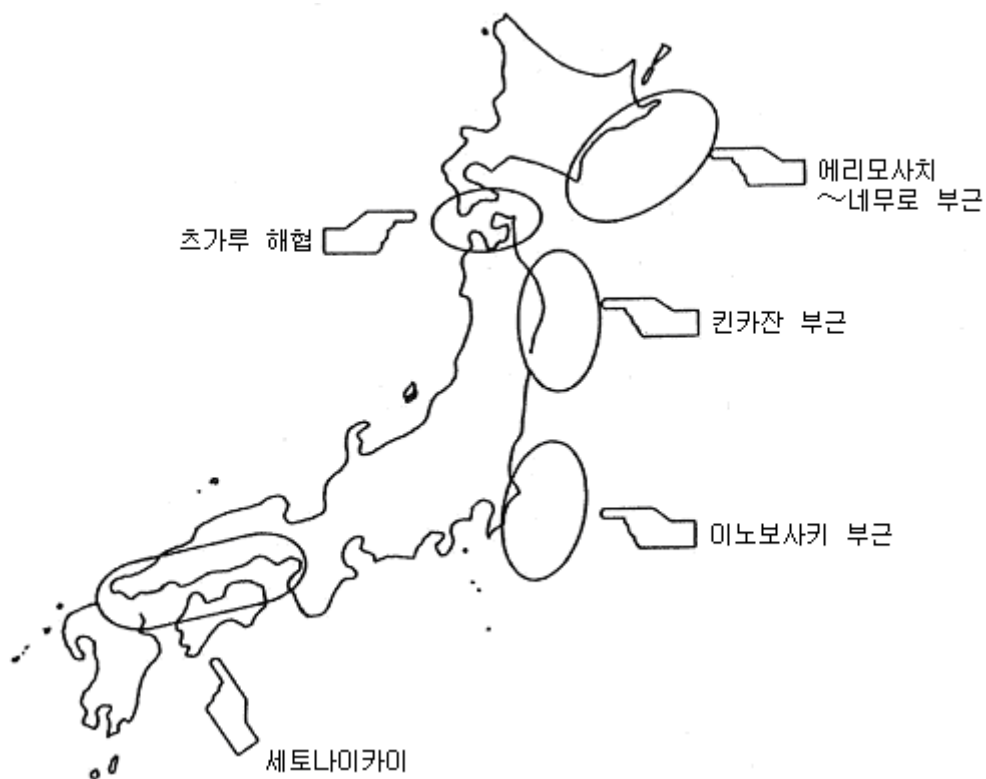 에리모사치
～네무로 부근
츠가루 해협
킨카잔 부근
이노보사키 부근
세토나이카이